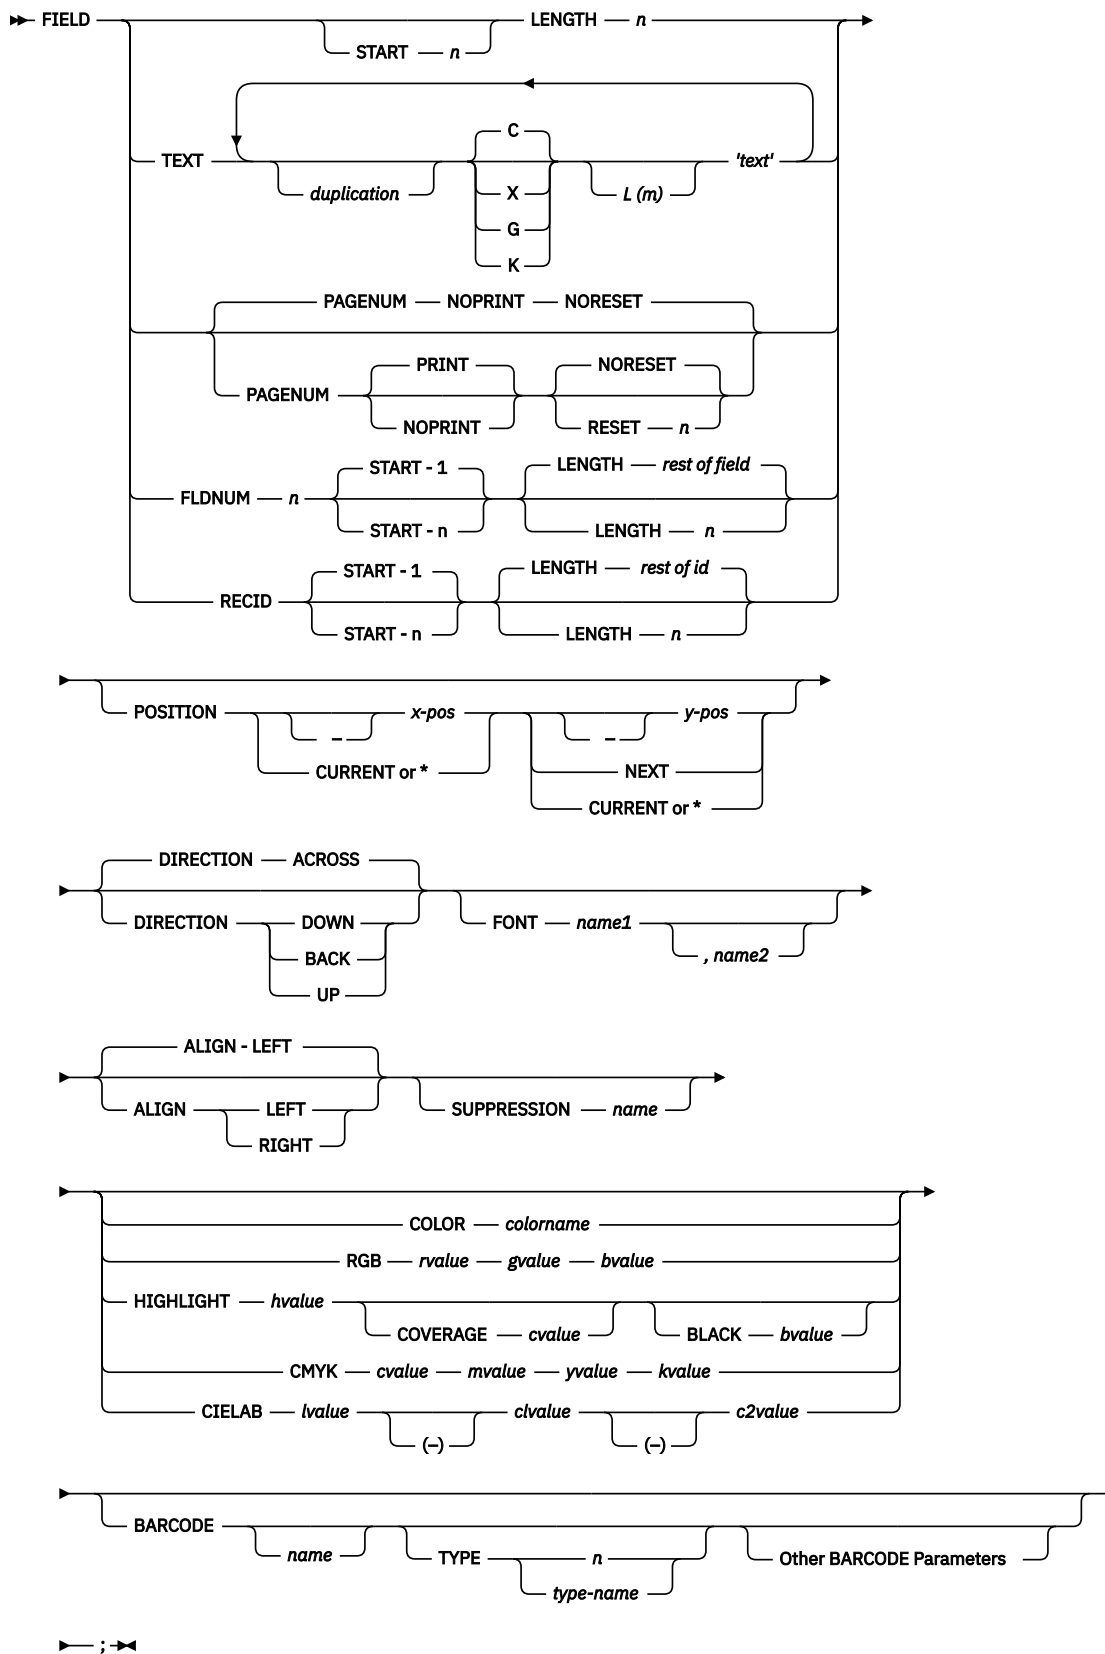 FIELD LENGTH n
START n
C
TEXT 'text'
duplication X L (m)
G
K
PAGENUM NOPRINT NORESET
PRINT NORESET
PAGENUM
NOPRINT RESET n
LENGTH rest of field
START - 1
FLDNUM n
START - n LENGTH n
LENGTH rest of id
START - 1
RECID
START - n LENGTH n
POSITION – x-pos – y-pos
CURRENT or * NEXT
CURRENT or *
DIRECTION ACROSS
DIRECTION DOWN FONT name1
BACK , name2
UP
ALIGN - LEFT
ALIGN LEFT SUPPRESSION name
RIGHT
COLOR colorname
RGB rvalue gvalue bvalue
HIGHLIGHT hvalue
COVERAGE cvalue BLACK bvalue
CMYK cvalue mvalue yvalue kvalue
CIELAB lvalue clvalue c2value
(–) (–)
BARCODE
name TYPE n Other BARCODE Parameters
type-name
;